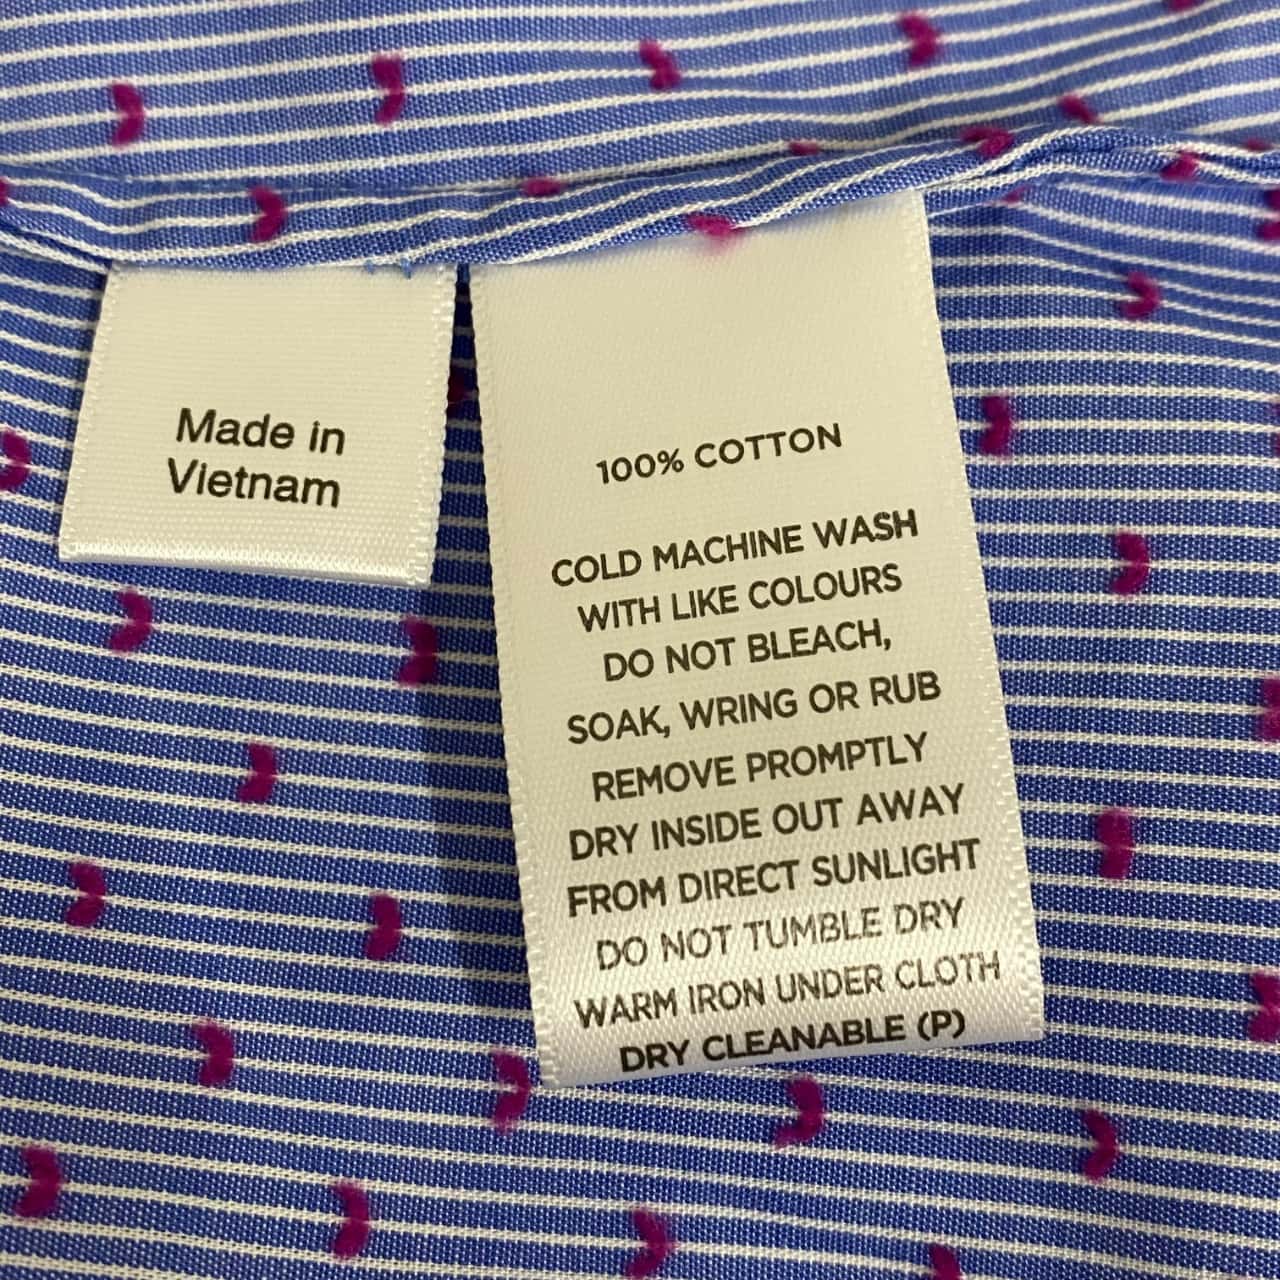 Made in
Vietnam
100% COTTON
COLD MACHINE WASH
WITH LIKE COLOURS
DO NOT BLEACH,
SOAK, WRING OR RUB
REMOVE PROMPTLY
DRY INSIDE OUT AWAY
FROM DIRECT SUNLIGHT
DO NOT TUMBLE DRY
WARM IRON UNDER CLOTH
DRY CLEANABLE (P)